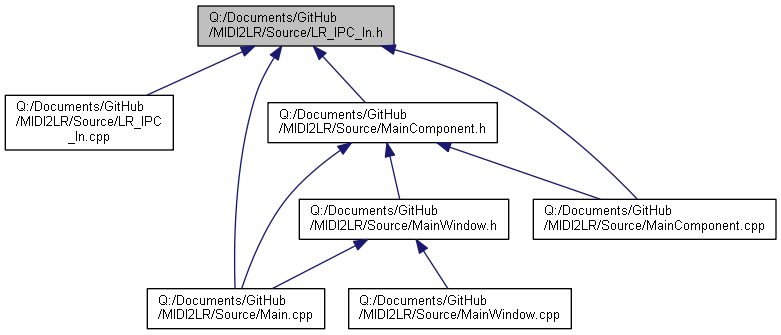 Q:/Documents/GitHub
/MIDI2LR/Source/LR_IPC_In.h
Q:/Documents/GitHub
/MIDI2LR/Source/LR_IPC
_In.cpp
Q:/Documents/GitHub
/MIDI2LR/Source/MainComponent.h
Q:/Documents/GitHub
/MIDI2LR/Source/MainWindow.h
Q:/Documents/GitHub
/MIDI2LR/Source/MainComponent.cpp
Q:/Documents/GitHub
/MIDI2LR/Source/Main.cpp
Q:/Documents/GitHub
/MIDI2LR/Source/MainWindow.cpp